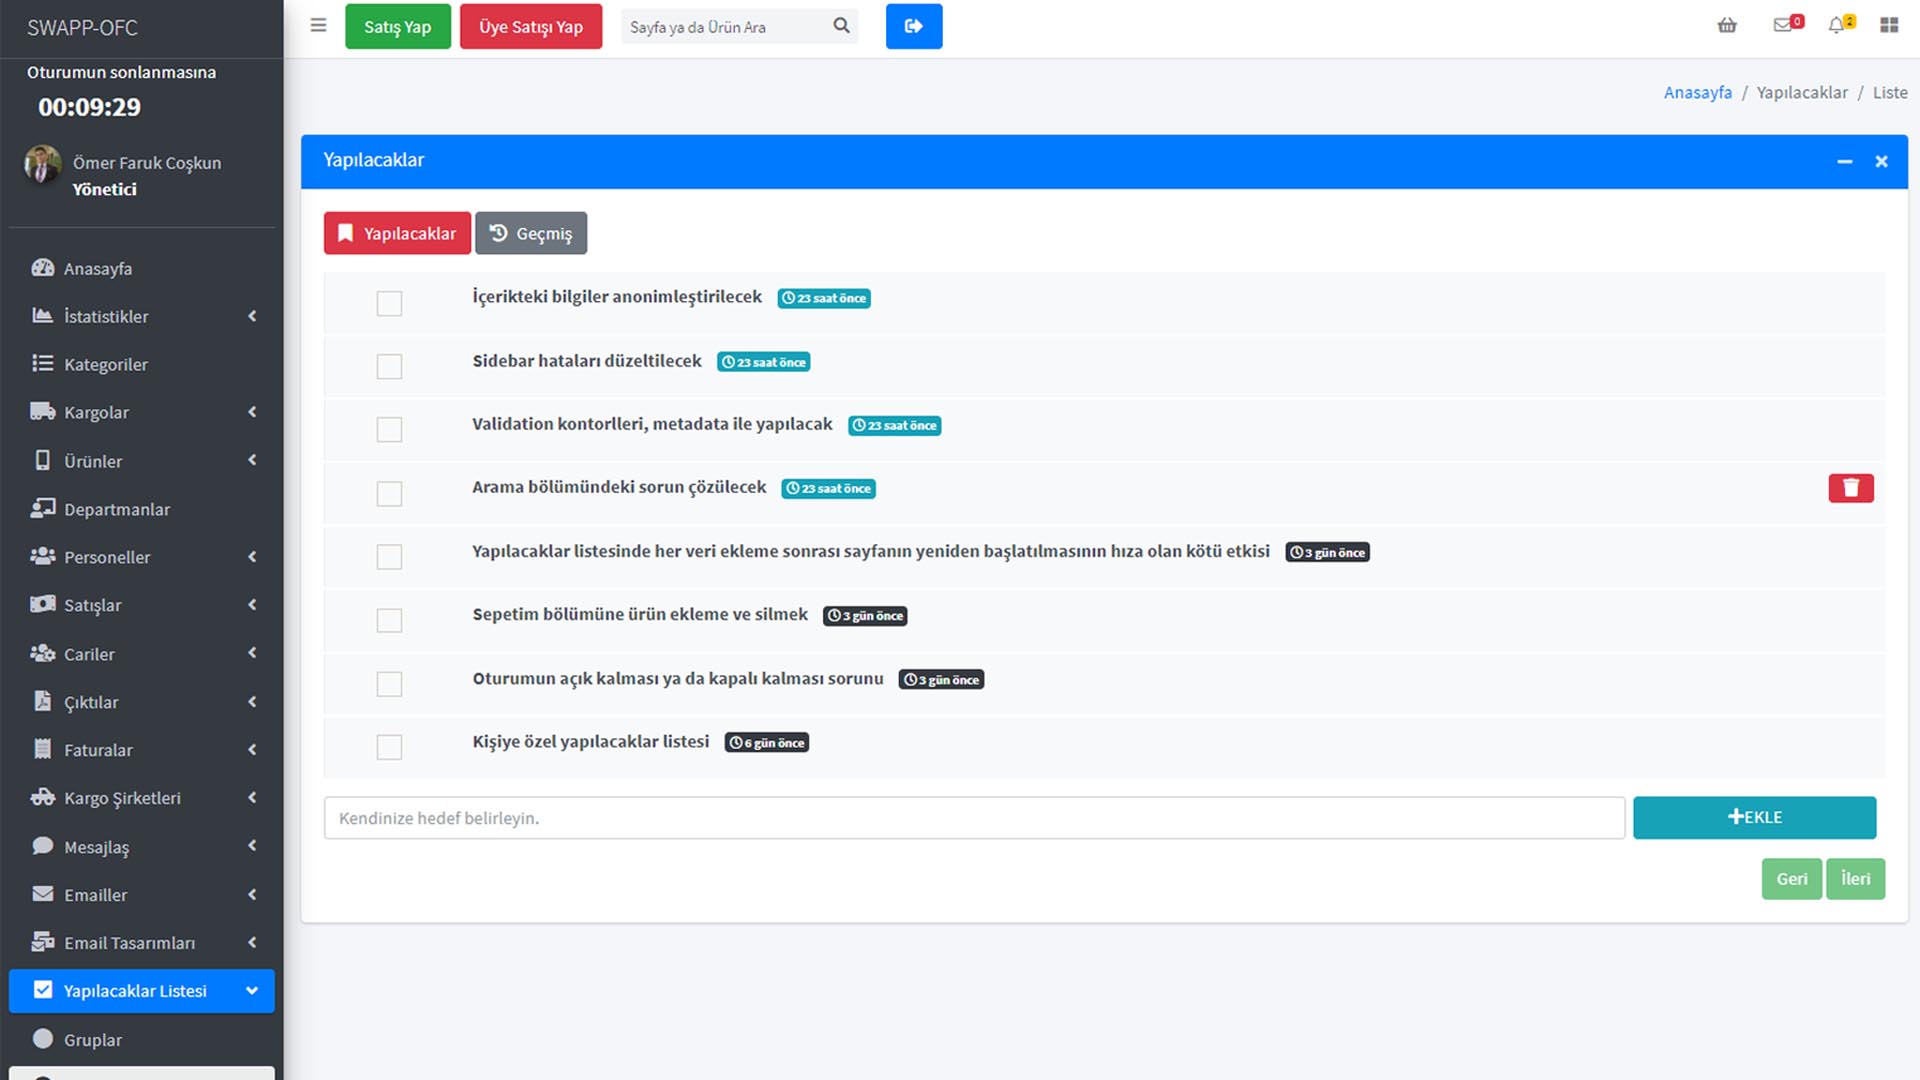 SWAPP-OFC
Oturumun sonlanmasına
00:09:29
Ömer Faruk Coşkun
Yönetici
Anasayfa
İstatistikler
Kategoriler
Kargolar
Ürünler
Departmanlar
Personeller
Satışlar
Cariler
Çıktılar
Faturalar
Kargo Şirketleri
Mesajlaş
Emailler
Email Tasarımları
Yapılacaklar Listesi
Gruplar
Satış Yap
Üye Satışı Yap
Sayfa ya da Ürün Ara
0
2
Anasayfa / Yapılacaklar / Liste
Yapılacaklar
Yapılacaklar
Geçmiş
İçerikteki bilgiler anonimleştirilecek 23 saat önce
Sidebar hataları düzeltilecek 23 saat önce
Validation kontorlleri, metadata ile yapılacak 23 saat önce
Arama bölümündeki sorun çözülecek 23 saat önce
Yapılacaklar listesinde her veri ekleme sonrası sayfanın yeniden başlatılmasının hıza olan kötü etkisi 3 gün önce
Sepetim bölümüne ürün ekleme ve silmek 3 gün önce
Oturumun açık kalması ya da kapalı kalması sorunu 3 gün önce
Kişiye özel yapılacaklar listesi 6 gün önce
Kendinize hedef belirleyin.
+EKLE
Geri
İleri